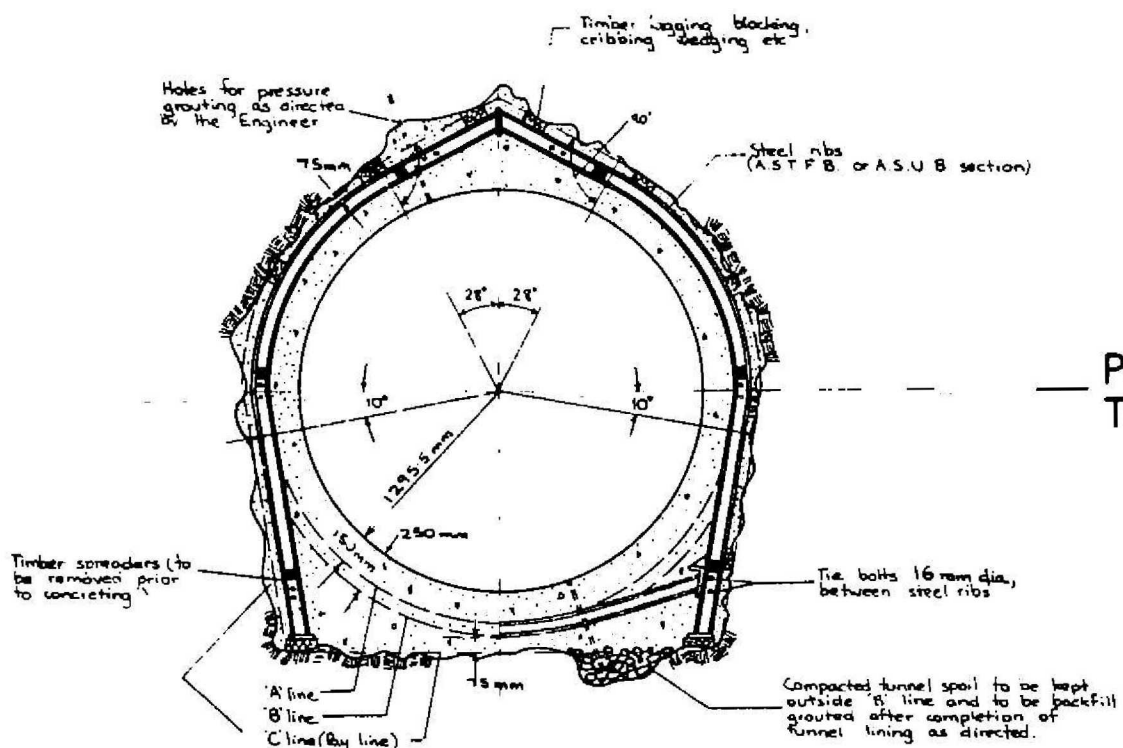 Timber lagging blocking,
cribbing wedging etc
Holes for pressure
grouting as directed
by the Engineer
75mm
40'
Steel ribs
(A.S.T F B. or A.S.U B section)
28° 28°
P
T
10° 10°
1295.5 mm
250mm
150mm
Timber spreaders (to
be removed prior
to concreting
Tie bolts 16 mm dia,
between steel ribs
75mm
'A' line
'B' line
'C' line (Pay line)
Compacted tunnel spoil to be kept
outside 'B' line and to be backfill
grouted after completion of
tunnel lining as directed.